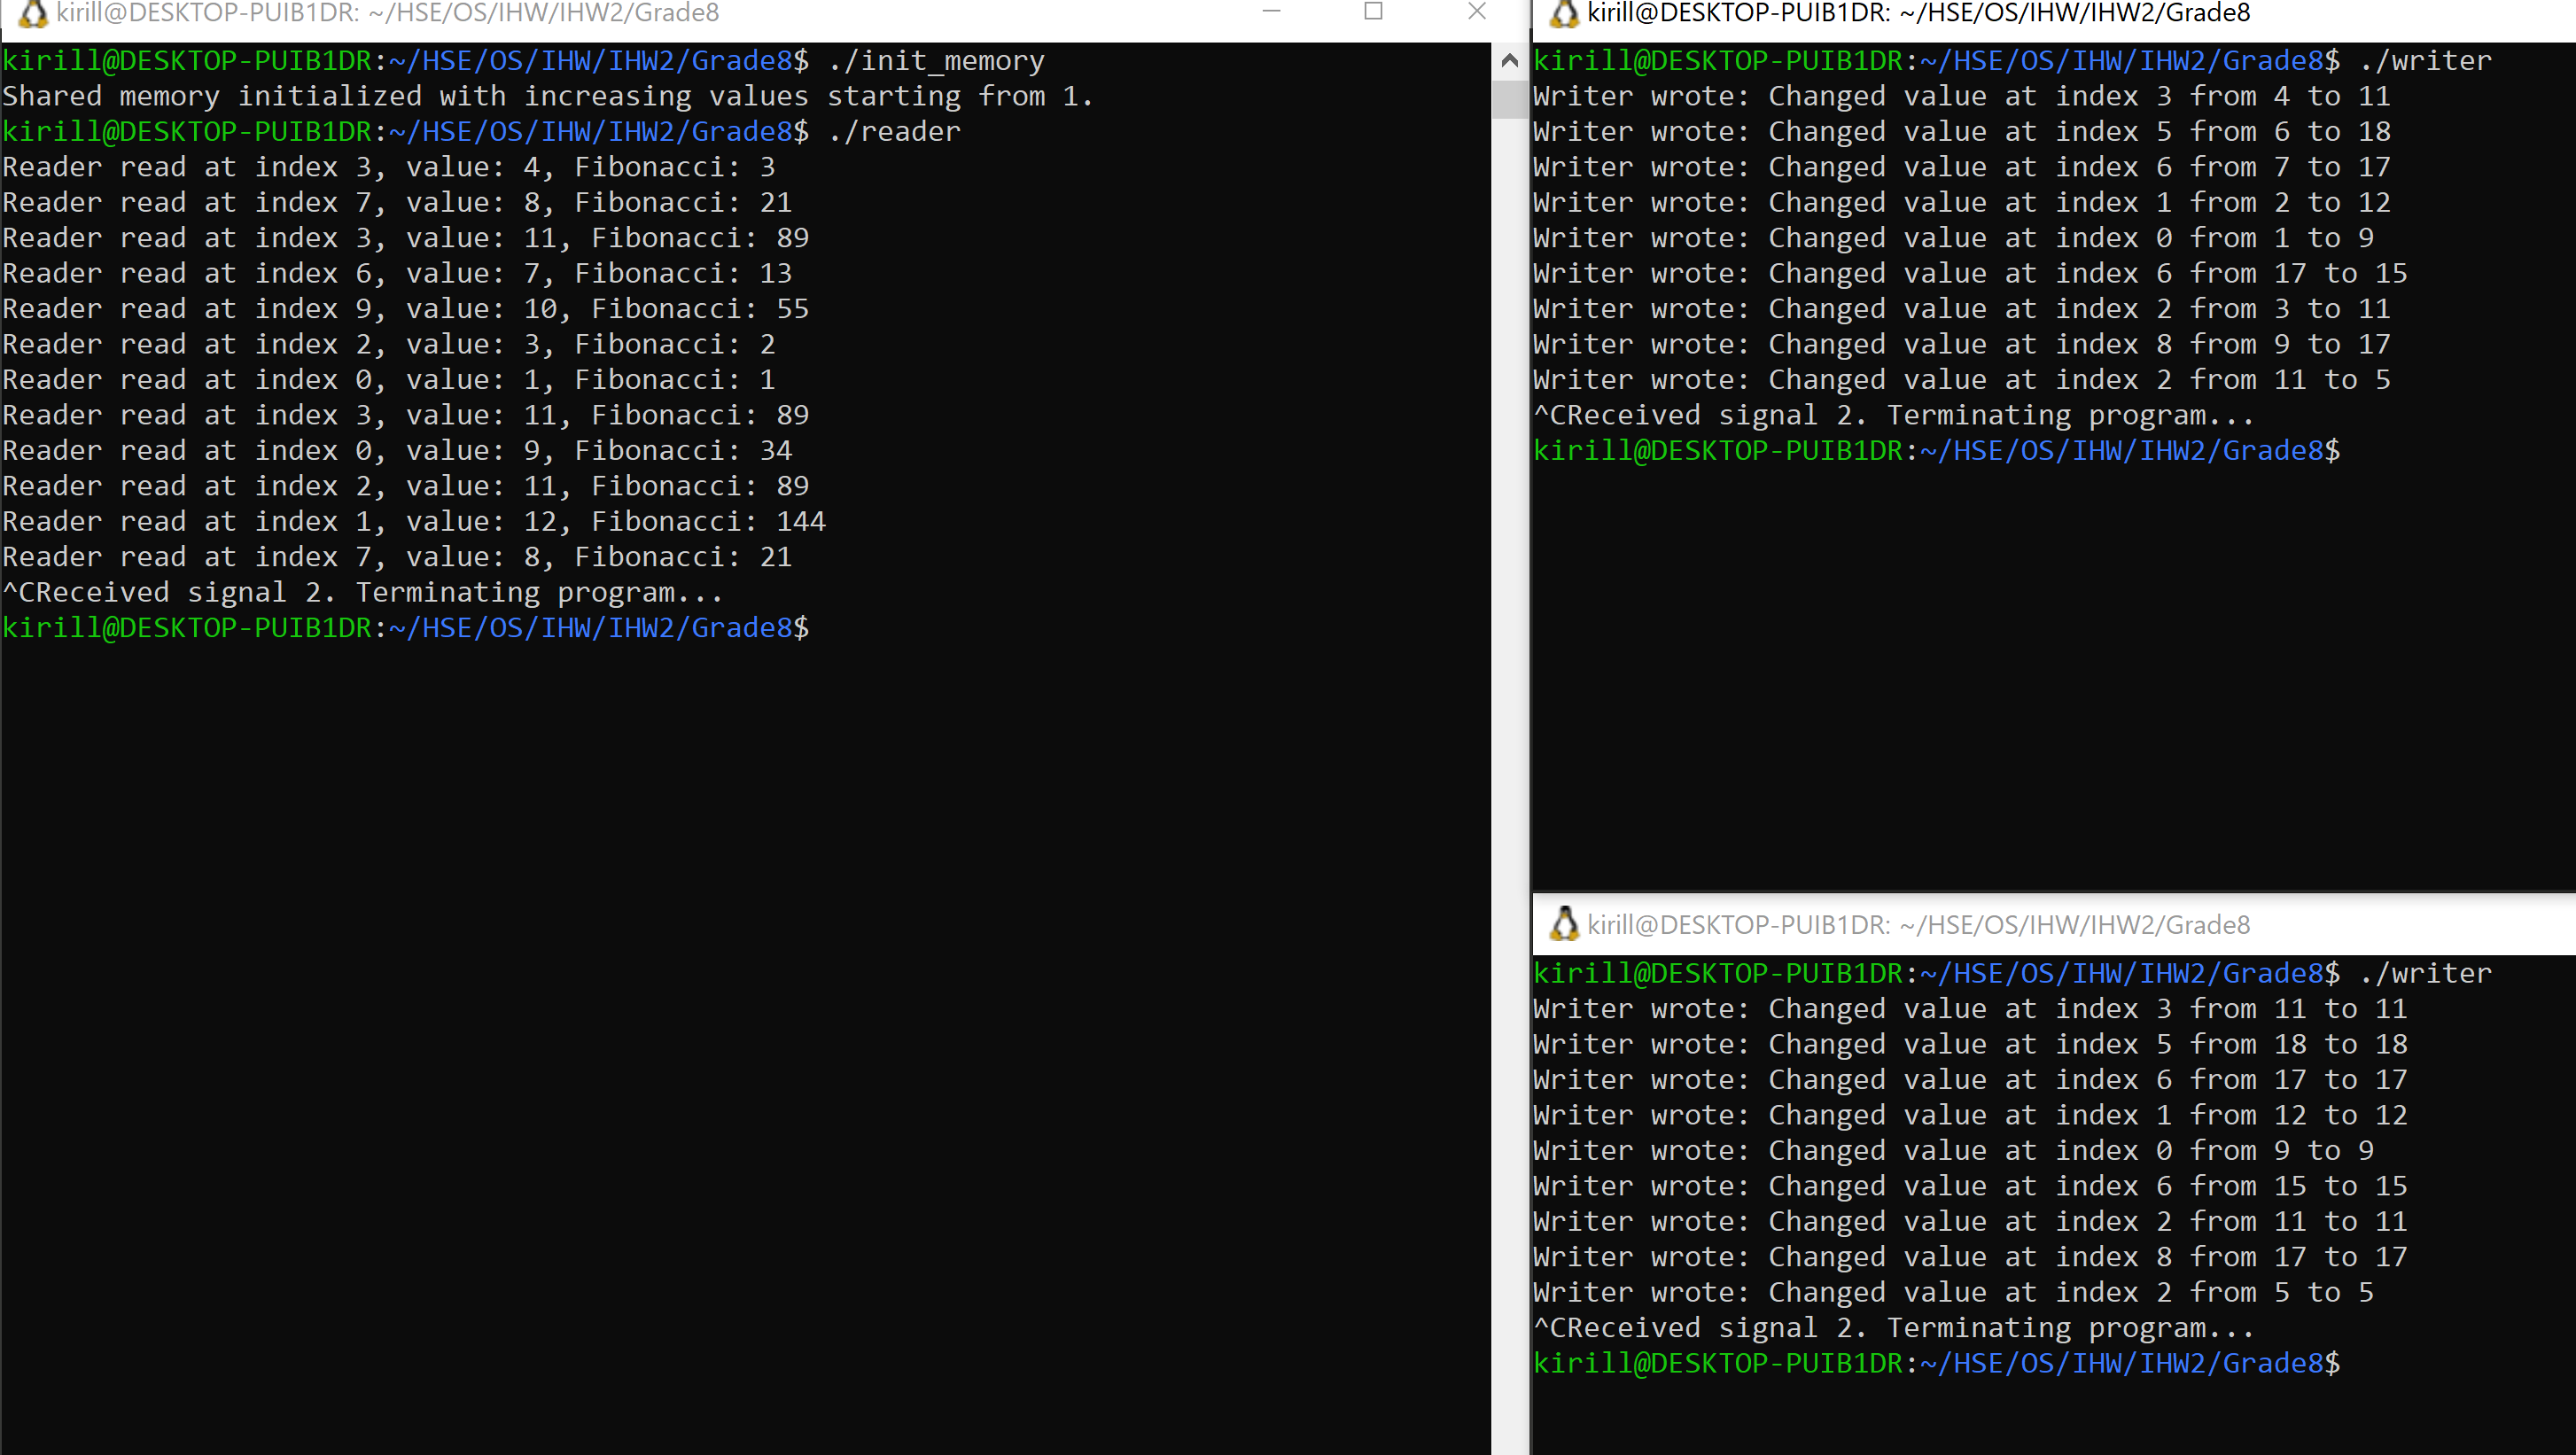 kirill@DESKTOP-PUIB1DR: ~/HSE/OS/IHW/IHW2/Grade8
kirill@DESKTOP-PUIB1DR:~/HSE/OS/IHW/IHW2/Grade8$ ./init_memory
Shared memory initialized with increasing values starting from 1.
kirill@DESKTOP-PUIB1DR:~/HSE/OS/IHW/IHW2/Grade8$ ./reader
Reader read at index 3, value: 4, Fibonacci: 3
Reader read at index 7, value: 8, Fibonacci: 21
Reader read at index 3, value: 11, Fibonacci: 89
Reader read at index 6, value: 7, Fibonacci: 13
Reader read at index 9, value: 10, Fibonacci: 55
Reader read at index 2, value: 3, Fibonacci: 2
Reader read at index 0, value: 1, Fibonacci: 1
Reader read at index 3, value: 11, Fibonacci: 89
Reader read at index 0, value: 9, Fibonacci: 34
Reader read at index 2, value: 11, Fibonacci: 89
Reader read at index 1, value: 12, Fibonacci: 144
Reader read at index 7, value: 8, Fibonacci: 21
^CReceived signal 2. Terminating program...
kirill@DESKTOP-PUIB1DR:~/HSE/OS/IHW/IHW2/Grade8$
kirill@DESKTOP-PUIB1DR: ~/HSE/OS/IHW/IHW2/Grade8
kirill@DESKTOP-PUIB1DR:~/HSE/OS/IHW/IHW2/Grade8$ ./writer
Writer wrote: Changed value at index 3 from 4 to 11
Writer wrote: Changed value at index 5 from 6 to 18
Writer wrote: Changed value at index 6 from 7 to 17
Writer wrote: Changed value at index 1 from 2 to 12
Writer wrote: Changed value at index 0 from 1 to 9
Writer wrote: Changed value at index 6 from 17 to 15
Writer wrote: Changed value at index 2 from 3 to 11
Writer wrote: Changed value at index 8 from 9 to 17
Writer wrote: Changed value at index 2 from 11 to 5
^CReceived signal 2. Terminating program...
kirill@DESKTOP-PUIB1DR:~/HSE/OS/IHW/IHW2/Grade8$
kirill@DESKTOP-PUIB1DR: ~/HSE/OS/IHW/IHW2/Grade8
kirill@DESKTOP-PUIB1DR:~/HSE/OS/IHW/IHW2/Grade8$ ./writer
Writer wrote: Changed value at index 3 from 11 to 11
Writer wrote: Changed value at index 5 from 18 to 18
Writer wrote: Changed value at index 6 from 17 to 17
Writer wrote: Changed value at index 1 from 12 to 12
Writer wrote: Changed value at index 0 from 9 to 9
Writer wrote: Changed value at index 6 from 15 to 15
Writer wrote: Changed value at index 2 from 11 to 11
Writer wrote: Changed value at index 8 from 17 to 17
Writer wrote: Changed value at index 2 from 5 to 5
^CReceived signal 2. Terminating program...
kirill@DESKTOP-PUIB1DR:~/HSE/OS/IHW/IHW2/Grade8$